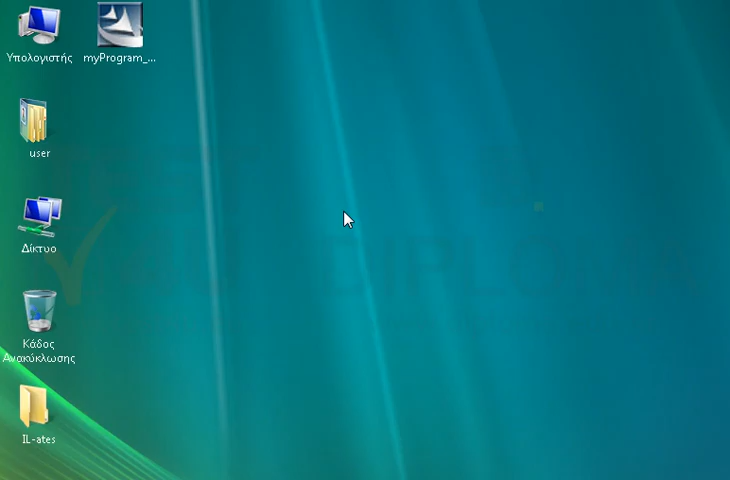 Υπολογιστής
myProgram_...
user
Δίκτυο
Κάδος
Ανακύκλωσης
IL-ates